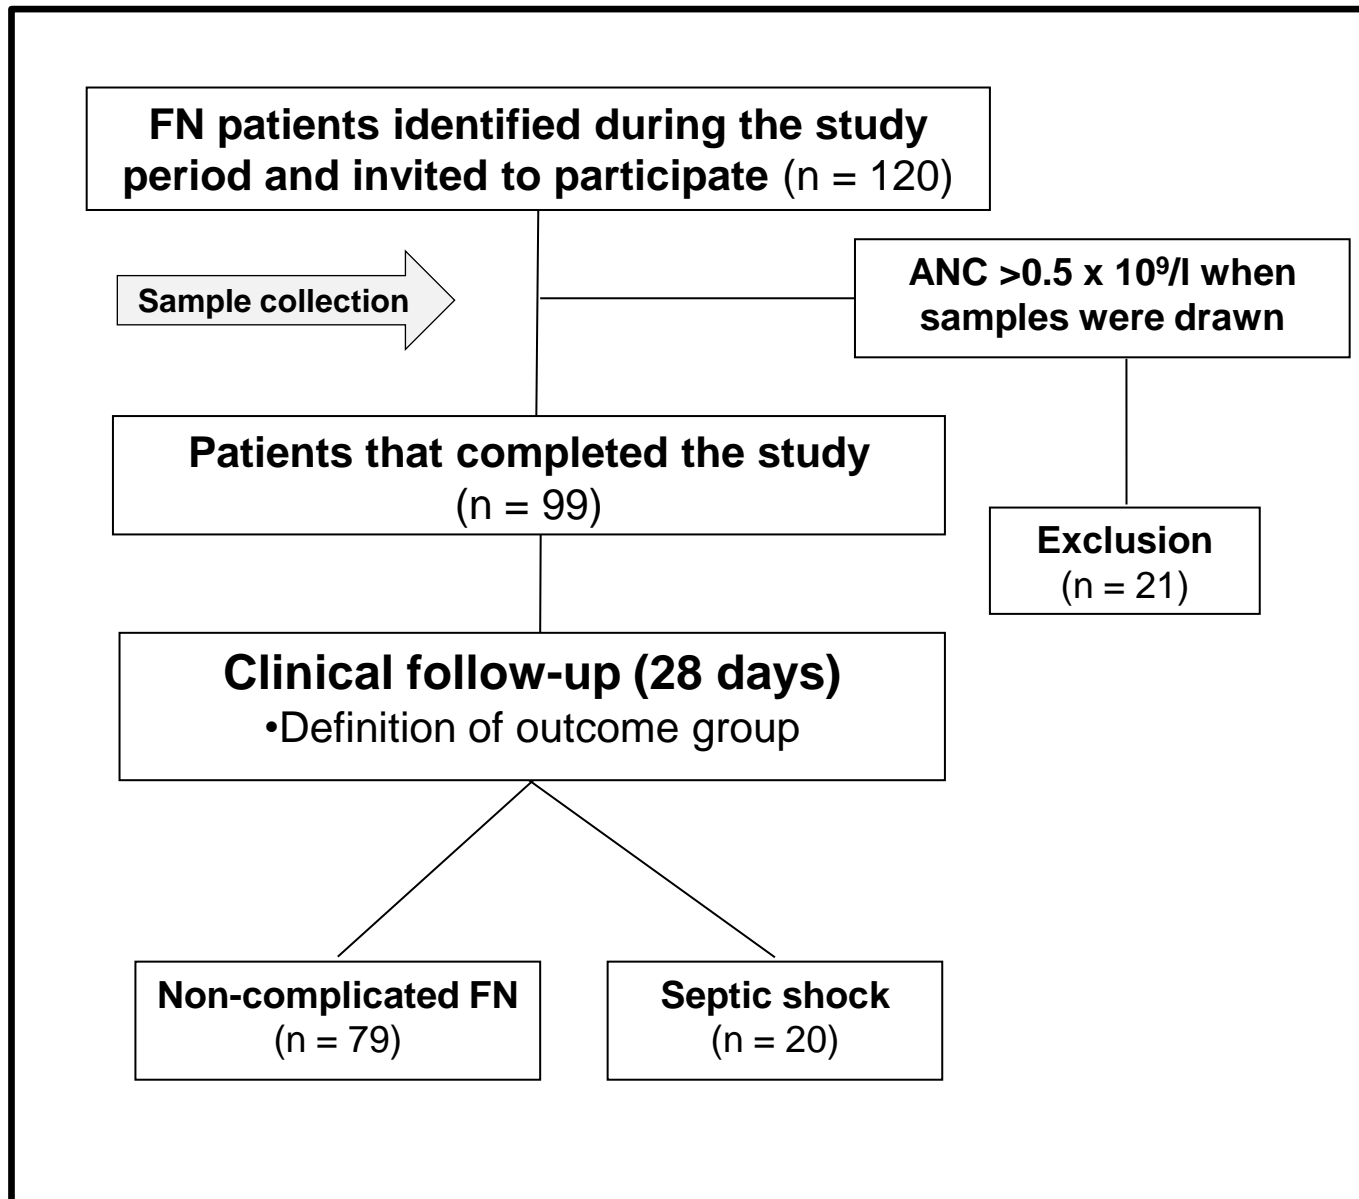 FN patients identified during the study
period and invited to participate (n = 120)
Sample collection
ANC >0.5 x 10⁹/l when
samples were drawn
Patients that completed the study
(n = 99)
Exclusion
(n = 21)
Clinical follow-up (28 days)
•Definition of outcome group
Non-complicated FN
(n = 79)
Septic shock
(n = 20)